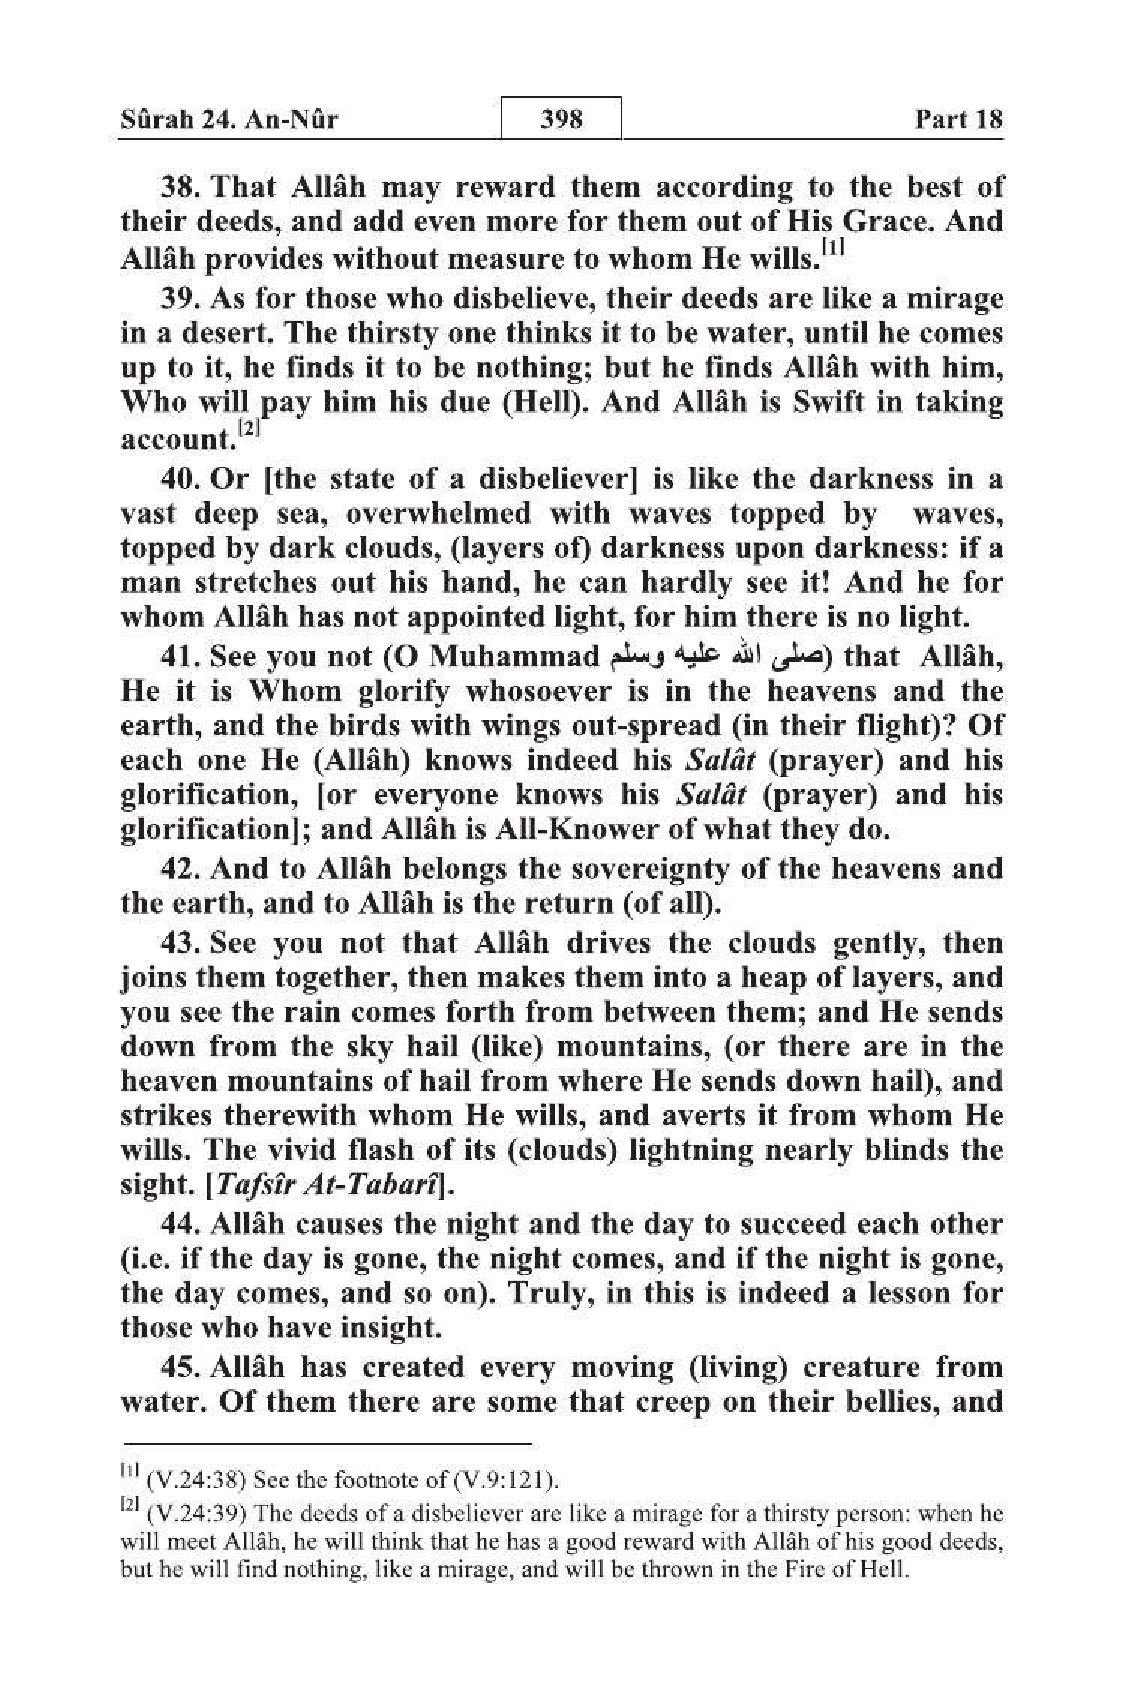 Sûrah 24. An-Nûr 398 Part 18
38. That Allâh may reward them according to the best of
their deeds, and add even more for them out of His Grace. And
Allâh provides without measure to whom He wills.[1]
39. As for those who disbelieve, their deeds are like a mirage
in a desert. The thirsty one thinks it to be water, until he comes
up to it, he finds it to be nothing; but he finds Allâh with him,
Who will pay him his due (Hell). And Allâh is Swift in taking
account.[2]
40. Or [the state of a disbeliever] is like the darkness in a
vast deep sea, overwhelmed with waves topped by waves,
topped by dark clouds, (layers of) darkness upon darkness: if a
man stretches out his hand, he can hardly see it! And he for
whom Allâh has not appointed light, for him there is no light.
41. See you not (O Muhammad صلى الله عليه وسلم) that Allâh,
He it is Whom glorify whosoever is in the heavens and the
earth, and the birds with wings out-spread (in their flight)? Of
each one He (Allâh) knows indeed his Salât (prayer) and his
glorification, [or everyone knows his Salât (prayer) and his
glorification]; and Allâh is All-Knower of what they do.
42. And to Allâh belongs the sovereignty of the heavens and
the earth, and to Allâh is the return (of all).
43. See you not that Allâh drives the clouds gently, then
joins them together, then makes them into a heap of layers, and
you see the rain comes forth from between them; and He sends
down from the sky hail (like) mountains, (or there are in the
heaven mountains of hail from where He sends down hail), and
strikes therewith whom He wills, and averts it from whom He
wills. The vivid flash of its (clouds) lightning nearly blinds the
sight. [Tafsîr At-Tabarî].
44. Allâh causes the night and the day to succeed each other
(i.e. if the day is gone, the night comes, and if the night is gone,
the day comes, and so on). Truly, in this is indeed a lesson for
those who have insight.
45. Allâh has created every moving (living) creature from
water. Of them there are some that creep on their bellies, and
[1] (V.24:38) See the footnote of (V.9:121).
[2] (V.24:39) The deeds of a disbeliever are like a mirage for a thirsty person: when he
will meet Allâh, he will think that he has a good reward with Allâh of his good deeds,
but he will find nothing, like a mirage, and will be thrown in the Fire of Hell.